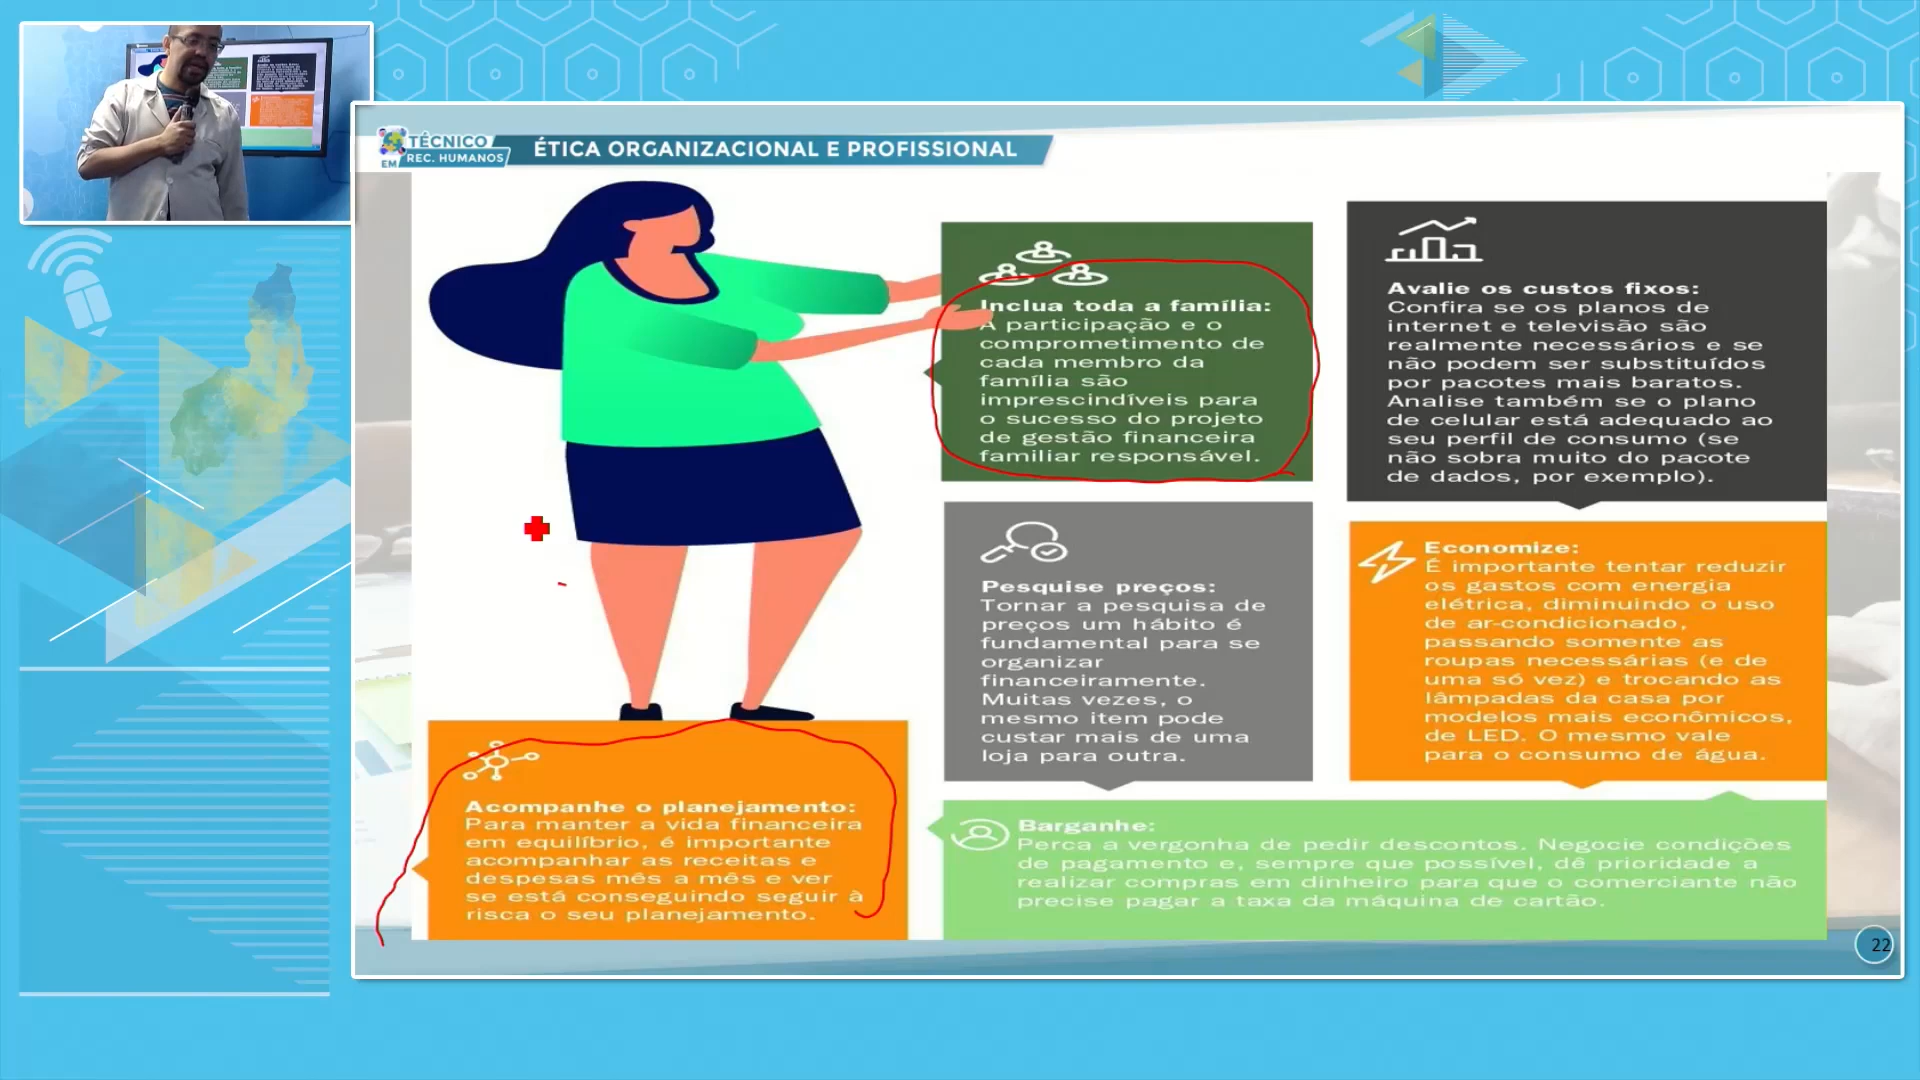 TÉCNICO
EM REC. HUMANOS
ÉTICA ORGANIZACIONAL E PROFISSIONAL
Inclua toda a família:
A participação e o
comprometimento de
cada membro da
família são
imprescindíveis para
o sucesso do projeto
de gestão financeira
familiar responsável.
Avalie os custos fixos:
Confira se os planos de
internet e televisão são
realmente necessários e se
não podem ser substituídos
por pacotes mais baratos.
Analise também se o plano
de celular está adequado ao
seu perfil de consumo (se
não sobra muito do pacote
de dados, por exemplo).
Pesquise preços:
Tornar a pesquisa de
preços um hábito é
fundamental para se
organizar
financeiramente.
Muitas vezes, o
mesmo item pode
custar mais de uma
loja para outra.
Economize:
É importante tentar reduzir
os gastos com energia
elétrica, diminuindo o uso
de ar-condicionado,
passando somente as
roupas necessárias (e de
uma só vez) e trocando as
lâmpadas da casa por
modelos mais econômicos,
de LED. O mesmo vale
para o consumo de água.
Acompanhe o planejamento:
Para manter a vida financeira
em equilíbrio, é importante
acompanhar as receitas e
despesas mês a mês e ver
se está conseguindo seguir à
risca o seu planejamento.
Barganhe:
Perca a vergonha de pedir descontos. Negocie condições
de pagamento e, sempre que possível, dê prioridade a
realizar compras em dinheiro para que o comerciante não
precise pagar a taxa da máquina de cartão.
22